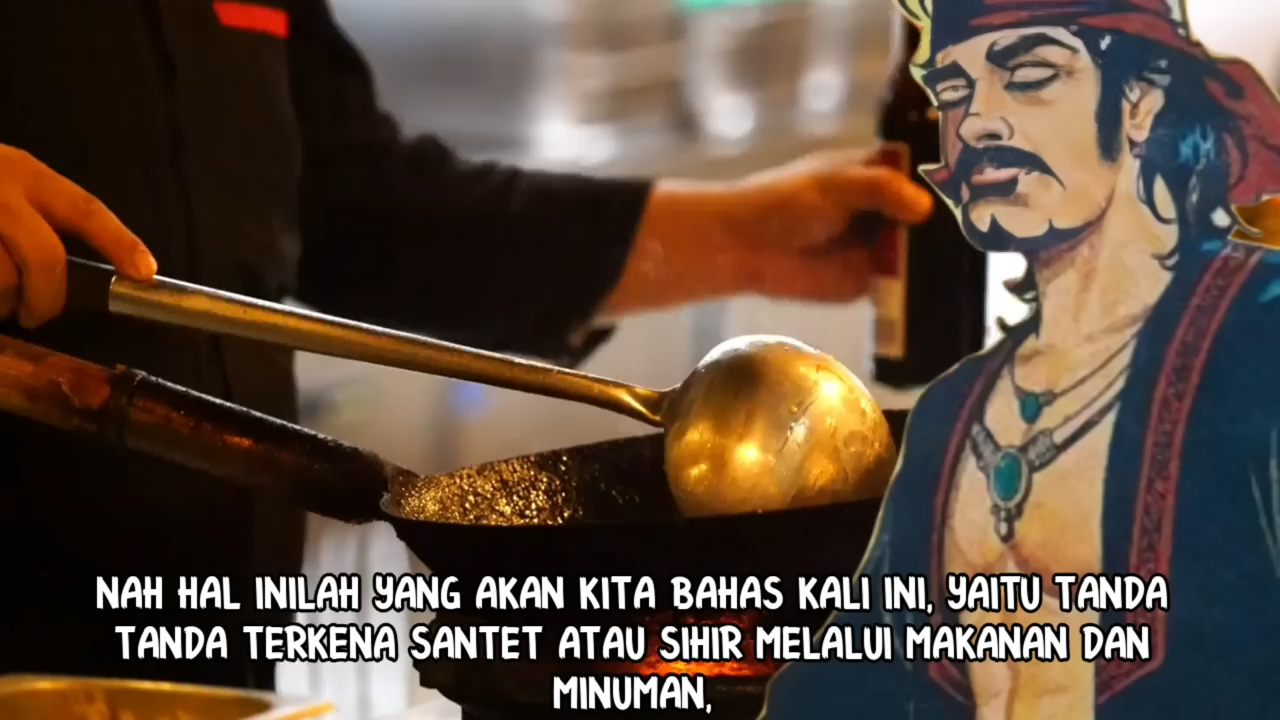 NAH HAL INILAH YANG AKAN KITA BAHAS KALI INI, YAITU TANDA
TANDA TERKENA SANTET ATAU SIHIR MELALUI MAKANAN DAN
MINUMAN,